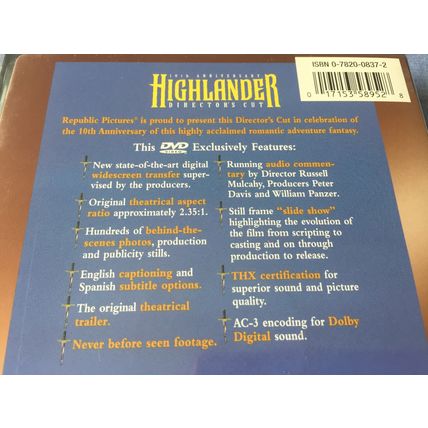 ISBN 0-7820-0837-2
10TH ANNIVERSARY
HIGHLANDER
DIRECTOR'S CUT
0 17153 58952 8
Republic Pictures® is proud to present this Director's Cut in celebration of
the 10th Anniversary of this highly acclaimed romantic adventure fantasy.
This DVD VIDEO Exclusively Features:
New state-of-the-art digital
widescreen transfer super-
vised by the producers.
Original theatrical aspect
ratio approximately 2.35:1.
Hundreds of behind-the-
scenes photos, production
and publicity stills.
English captioning and
Spanish subtitle options.
The original theatrical
trailer.
Never before seen footage.
Running audio commen-
tary by Director Russell
Mulcahy, Producers Peter
Davis and William Panzer.
Still frame "slide show"
highlighting the evolution of
the film from scripting to
casting and on through
production to release.
THX certification for
superior sound and picture
quality.
AC-3 encoding for Dolby
Digital sound.